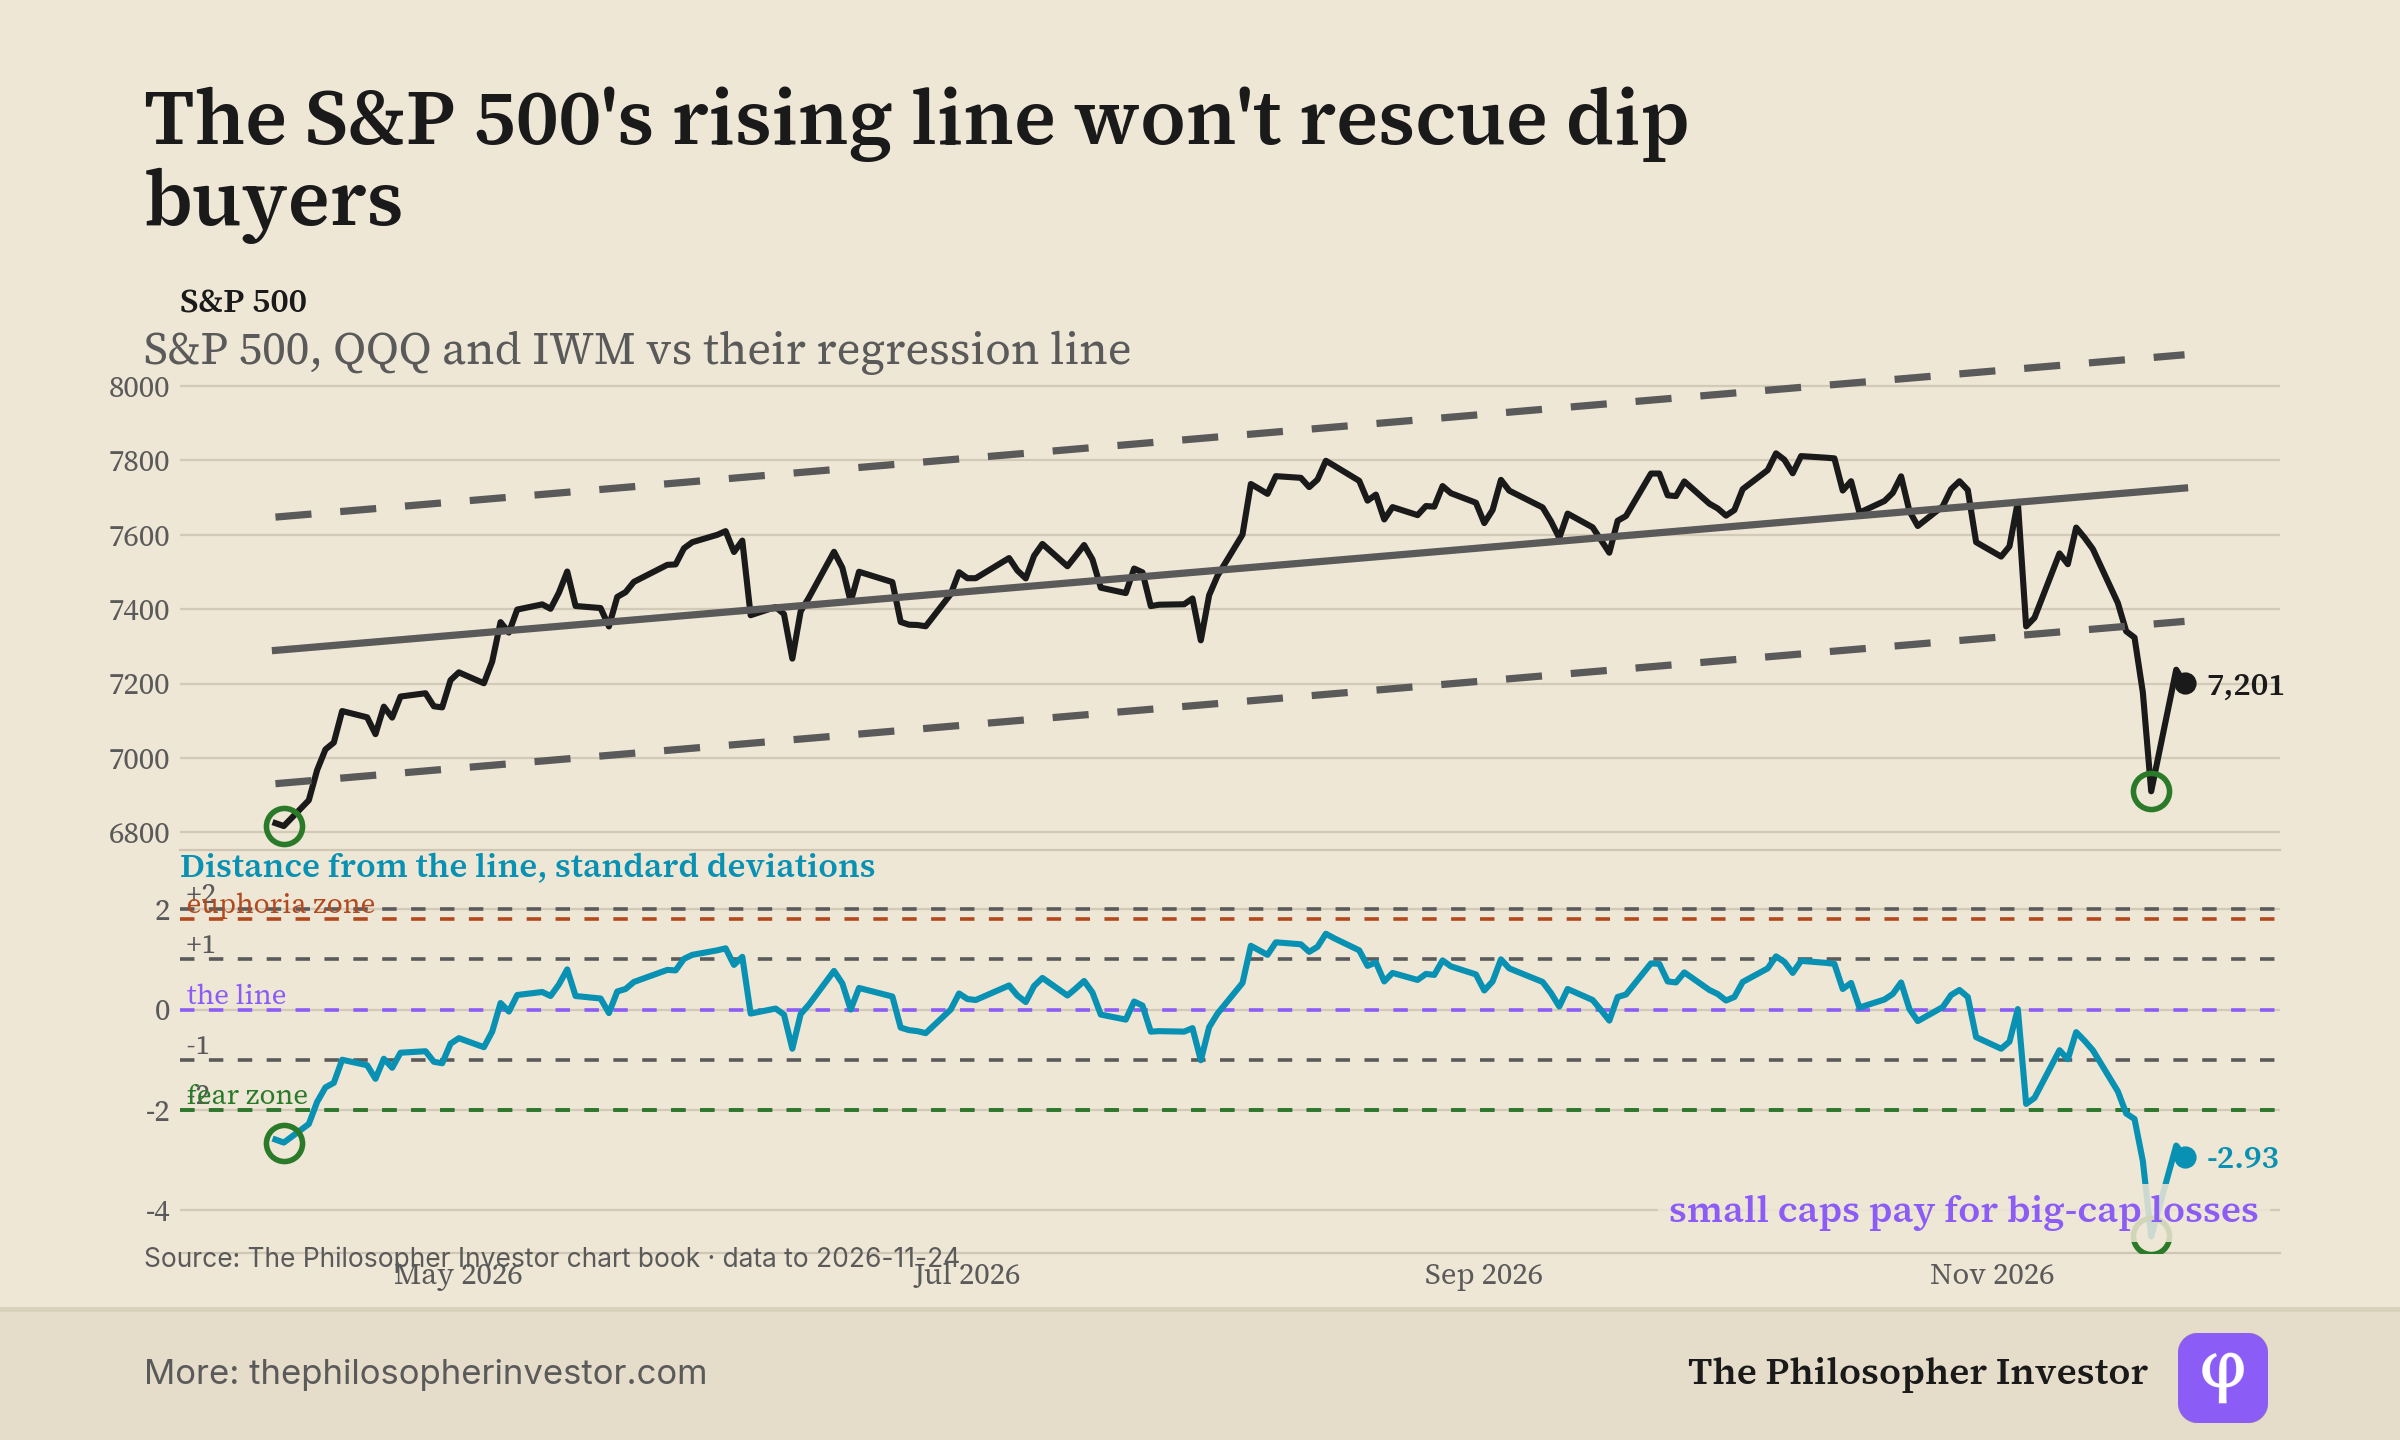 The S&P 500's rising line won't rescue dip
buyers
S&P 500
S&P 500, QQQ and IWM vs their regression line
8000
7800
7600
7400
7200
7000
6800
7,201
Distance from the line, standard deviations
+2
euphoria zone
2
+1
the line
0
-1
-2
fear zone
-2
-2.93
-4
small caps pay for big-cap losses
Source: The Philosopher Investor chart book · data to 2026-11-24
May 2026
Jul 2026
Sep 2026
Nov 2026
More: thephilosopherinvestor.com
The Philosopher Investor
φ